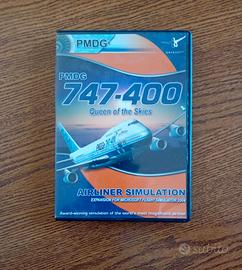 PMDG
PMDG
747-400
Queen of the Skies
AIRLINER SIMULATION
EXPANSION FOR MICROSOFT FLIGHT SIMULATOR 2004
Award-winning simulation of the world's most magnificent airliner
subito